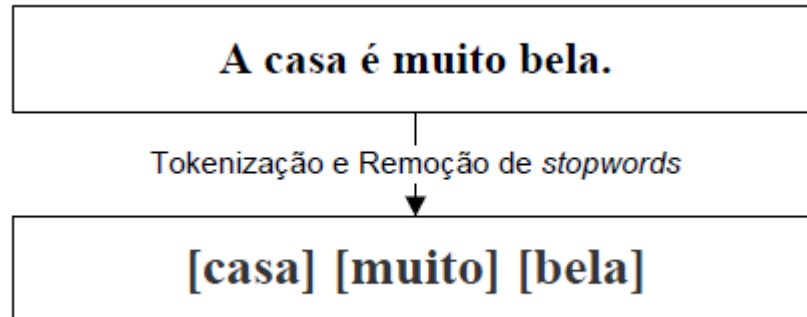 A casa é muito bela.
Tokenização e Remoção de stopwords
[casa] [muito] [bela]